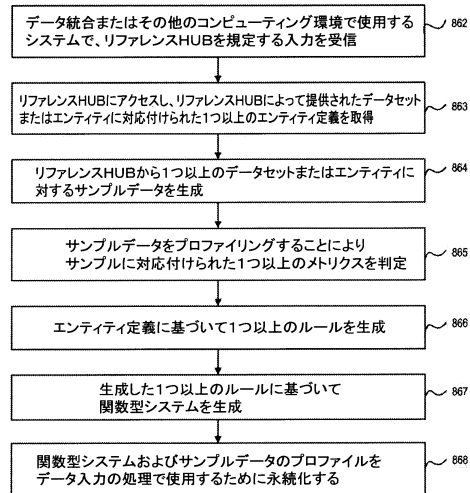 データ統合またはその他のコンピューティング環境で使用する
システムで、リファレンスHUBを規定する入力を受信
862
リファレンスHUBにアクセスし、リファレンスHUBによって提供されたデータセット
またはエンティティに対応付けられた1つ以上のエンティティ定義を取得
863
リファレンスHUBから1つ以上のデータセットまたはエンティティに
対するサンプルデータを生成
864
サンプルデータをプロファイリングすることにより
サンプルに対応付けられた1つ以上のメトリクスを判定
865
エンティティ定義に基づいて1つ以上のルールを生成
866
生成した1つ以上のルールに基づいて
関数型システムを生成
867
関数型システムおよびサンプルデータのプロファイルを
データ入力の処理で使用するために永続化する
868